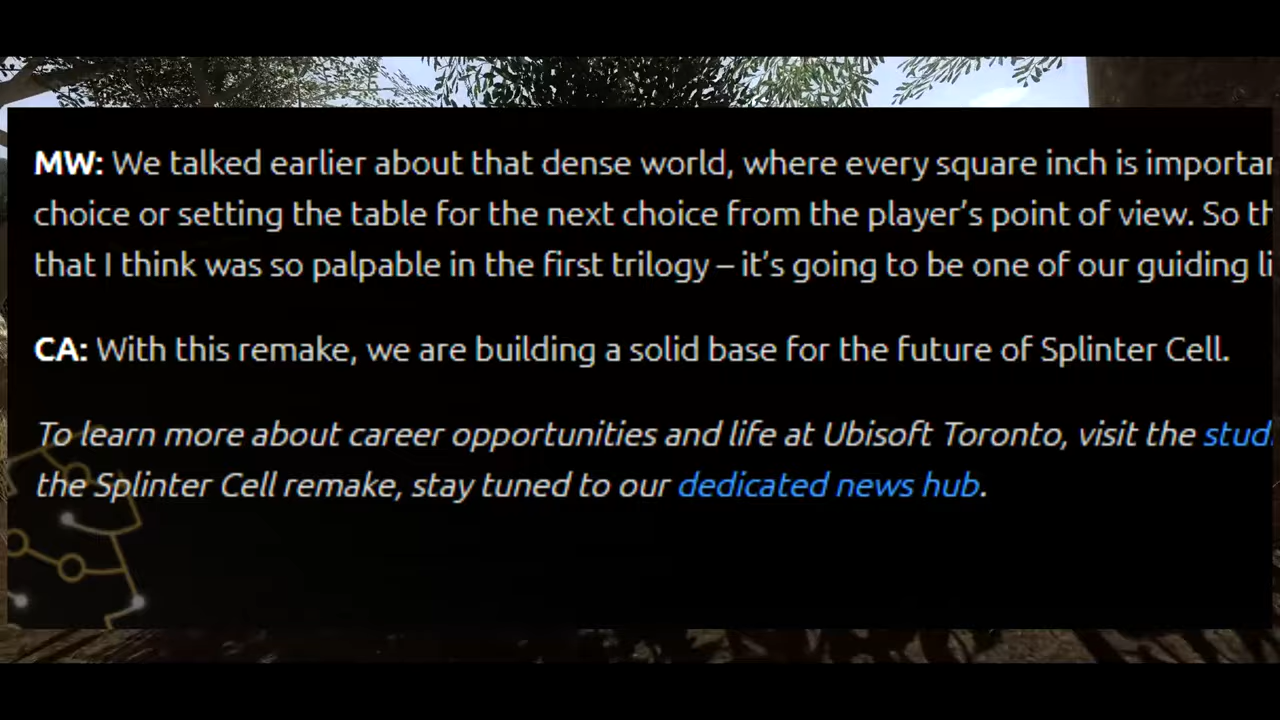 MW: We talked earlier about that dense world, where every square inch is
choice or setting the table for the next choice from the player's point of view. So
that I think was so palpable in the first trilogy – it's going to be one of our guiding
CA: With this remake, we are building a solid base for the future of Splinter Cell.
To learn more about career opportunities and life at Ubisoft Toronto, visit the
the Splinter Cell remake, stay tuned to our dedicated news hub.